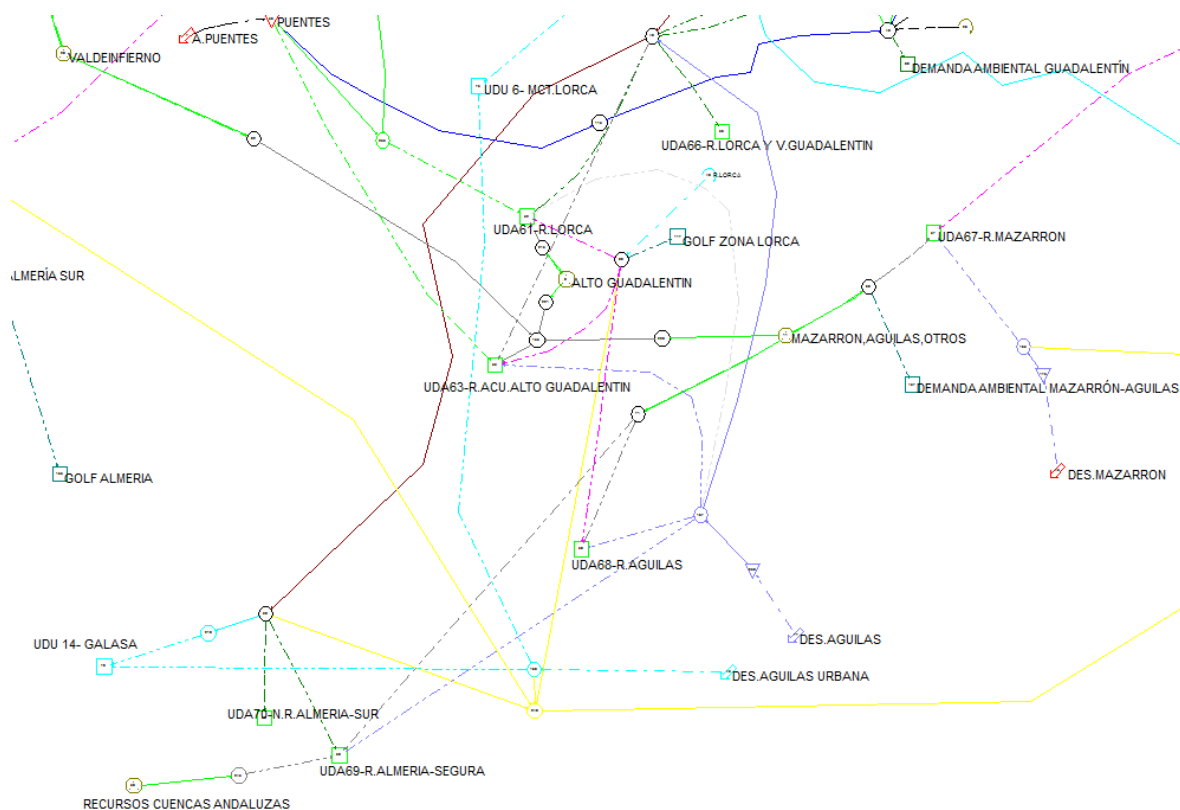 PUENTES
A.PUENTES
VALDEINFIERNO
DEMANDA AMBIENTAL GUADALENTÍN
UDU 6- MCT.LORCA
UDA66-R.LORCA Y V.GUADALENTIN
R.LORCA
UDA61-R.LORCA
GOLF ZONA LORCA
UDA67-R.MAZARRON
ALMERÍA SUR
ALTO GUADALENTIN
MAZARRON,AGUILAS,OTROS
UDA63-R.ACU.ALTO GUADALENTIN
DEMANDA AMBIENTAL MAZARRÓN-AGUILAS
GOLF ALMERIA
DES.MAZARRON
UDA68-R.AGUILAS
DES.AGUILAS
UDU 14- GALASA
DES.AGUILAS URBANA
UDA70-N.R.ALMERIA-SUR
UDA69-R.ALMERIA-SEGURA
RECURSOS CUENCAS ANDALUZAS